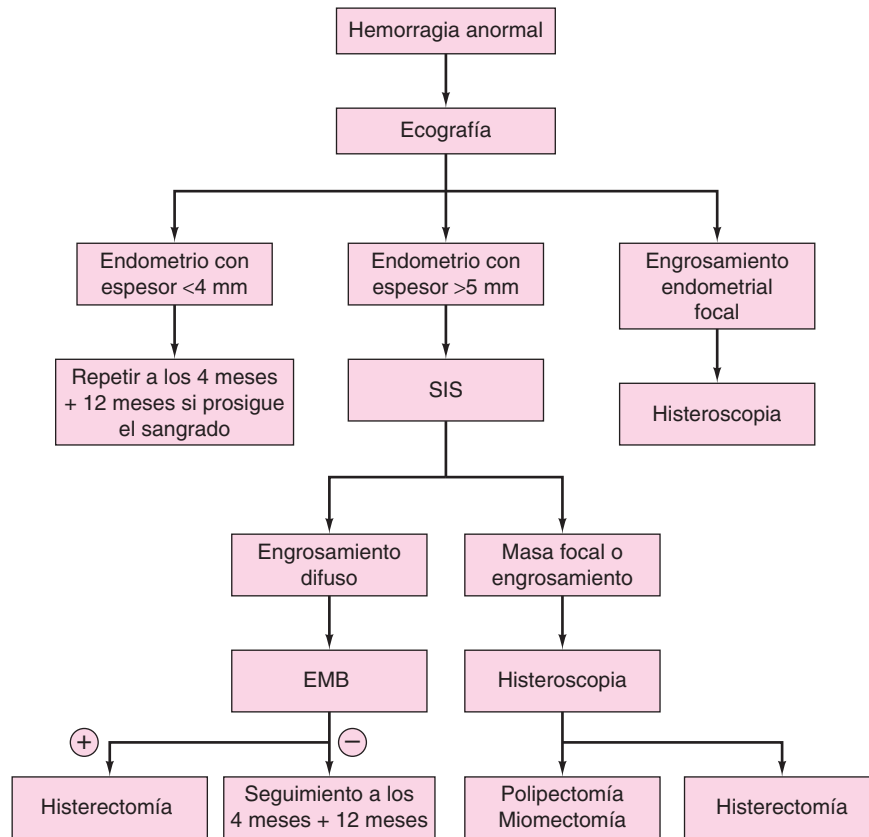 Hemorragia anormal
Ecografía
Endometrio con
espesor <4 mm
Endometrio con
espesor >5 mm
Engrosamiento
endometrial
focal
Repetir a los 4 meses
+ 12 meses si prosigue
el sangrado
SIS
Histeroscopia
Engrosamiento
difuso
Masa focal o
engrosamiento
EMB
Histeroscopia
+
−
Histerectomía
Seguimiento a los
4 meses + 12 meses
Polipectomía
Miomectomía
Histerectomía